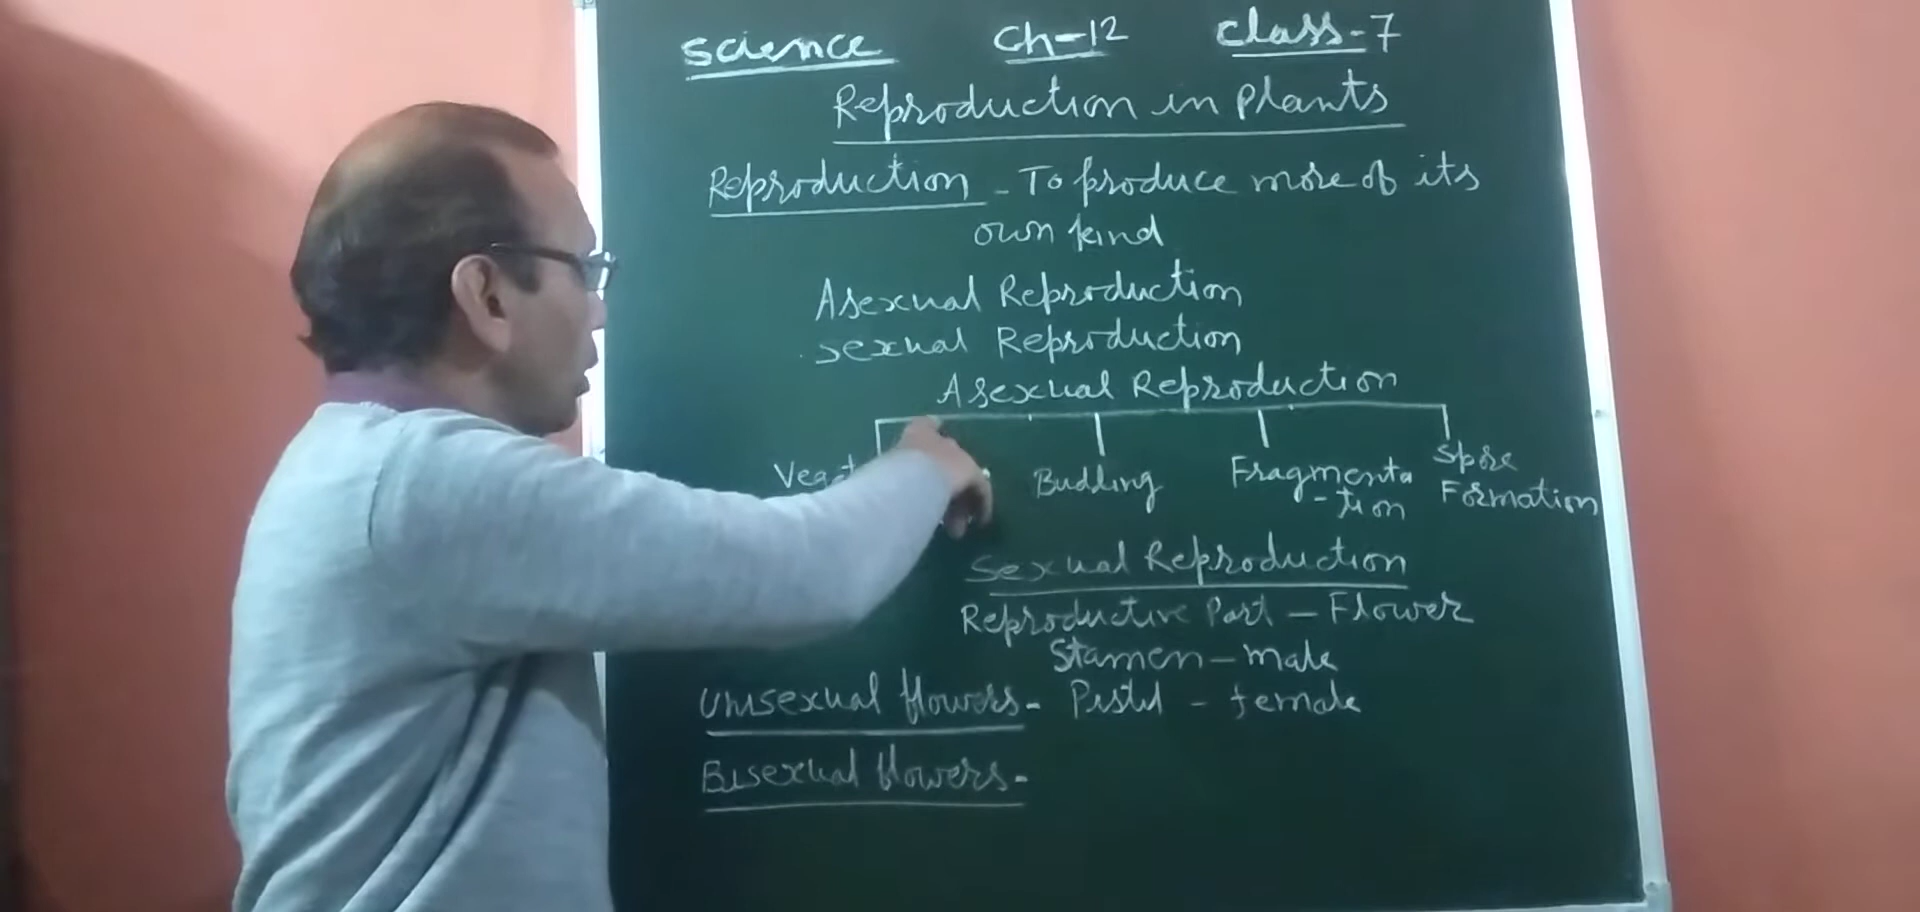 Science Ch-12 Class-7
Reproduction in Plants
Reproduction - To produce more of its
own kind
Asexual Reproduction
Sexual Reproduction
Asexual Reproduction
Budding Fragmenta Spore
-tion Formation
Sexual Reproduction
Reproductive Part - Flower
Stamen - male
Unisexual flowers - Pistil - female
Bisexual flowers -